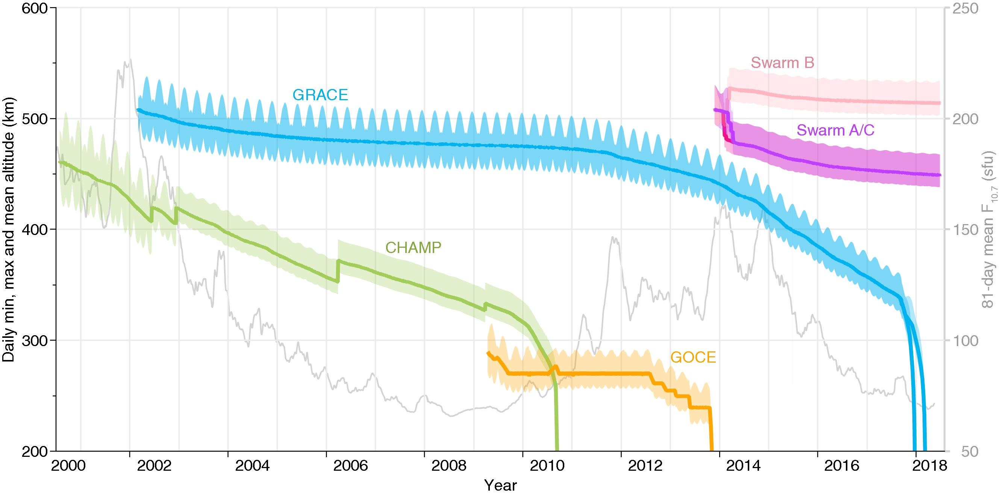 600
500
400
300
200
Daily min, max and mean altitude (km)
250
200
150
100
50
81-day mean F10.7 (sfu)
GRACE
CHAMP
GOCE
Swarm B
Swarm A/C
2000 2002 2004 2006 2008 2010 2012 2014 2016 2018
Year